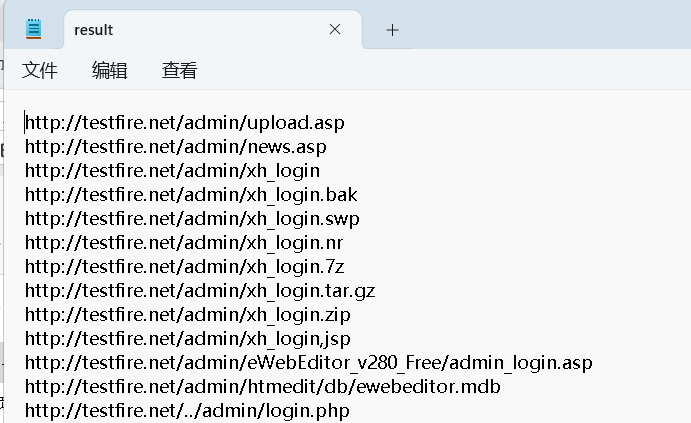 result
文件 编辑 查看
http://testfire.net/admin/upload.asp
http://testfire.net/admin/news.asp
http://testfire.net/admin/xh_login
http://testfire.net/admin/xh_login.bak
http://testfire.net/admin/xh_login.swp
http://testfire.net/admin/xh_login.nr
http://testfire.net/admin/xh_login.7z
http://testfire.net/admin/xh_login.tar.gz
http://testfire.net/admin/xh_login.zip
http://testfire.net/admin/xh_login,jsp
http://testfire.net/admin/eWebEditor_v280_Free/admin_login.asp
http://testfire.net/admin/htmedit/db/ewebeditor.mdb
http://testfire.net/../admin/login.php